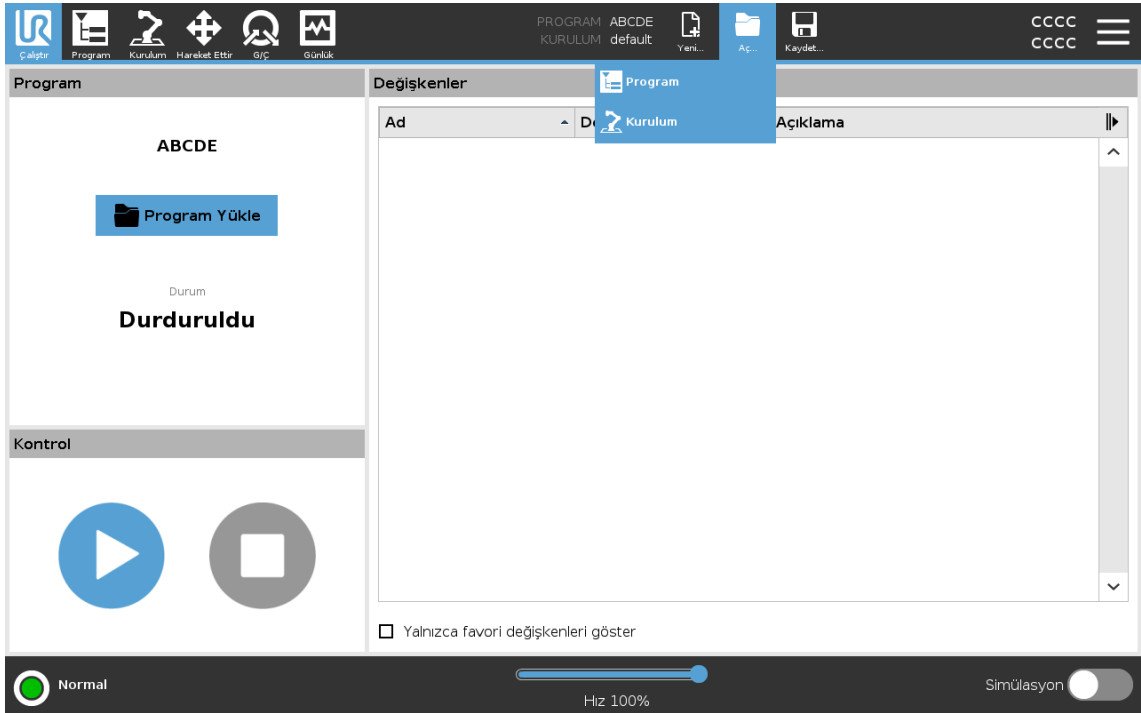 UR
Çalıştır
Program
Kurulum
Hareket Ettir
G/Ç
Günlük
PROGRAM ABCDE
KURULUM default
Yeni...
Aç...
Kaydet...
CCCC
CCCC
Program
Kurulum
Program
ABCDE
Program Yükle
Durum
Durduruldu
Kontrol
Değişkenler
Ad
Açıklama
Yalnızca favori değişkenleri göster
Normal
Hız 100%
Simülasyon